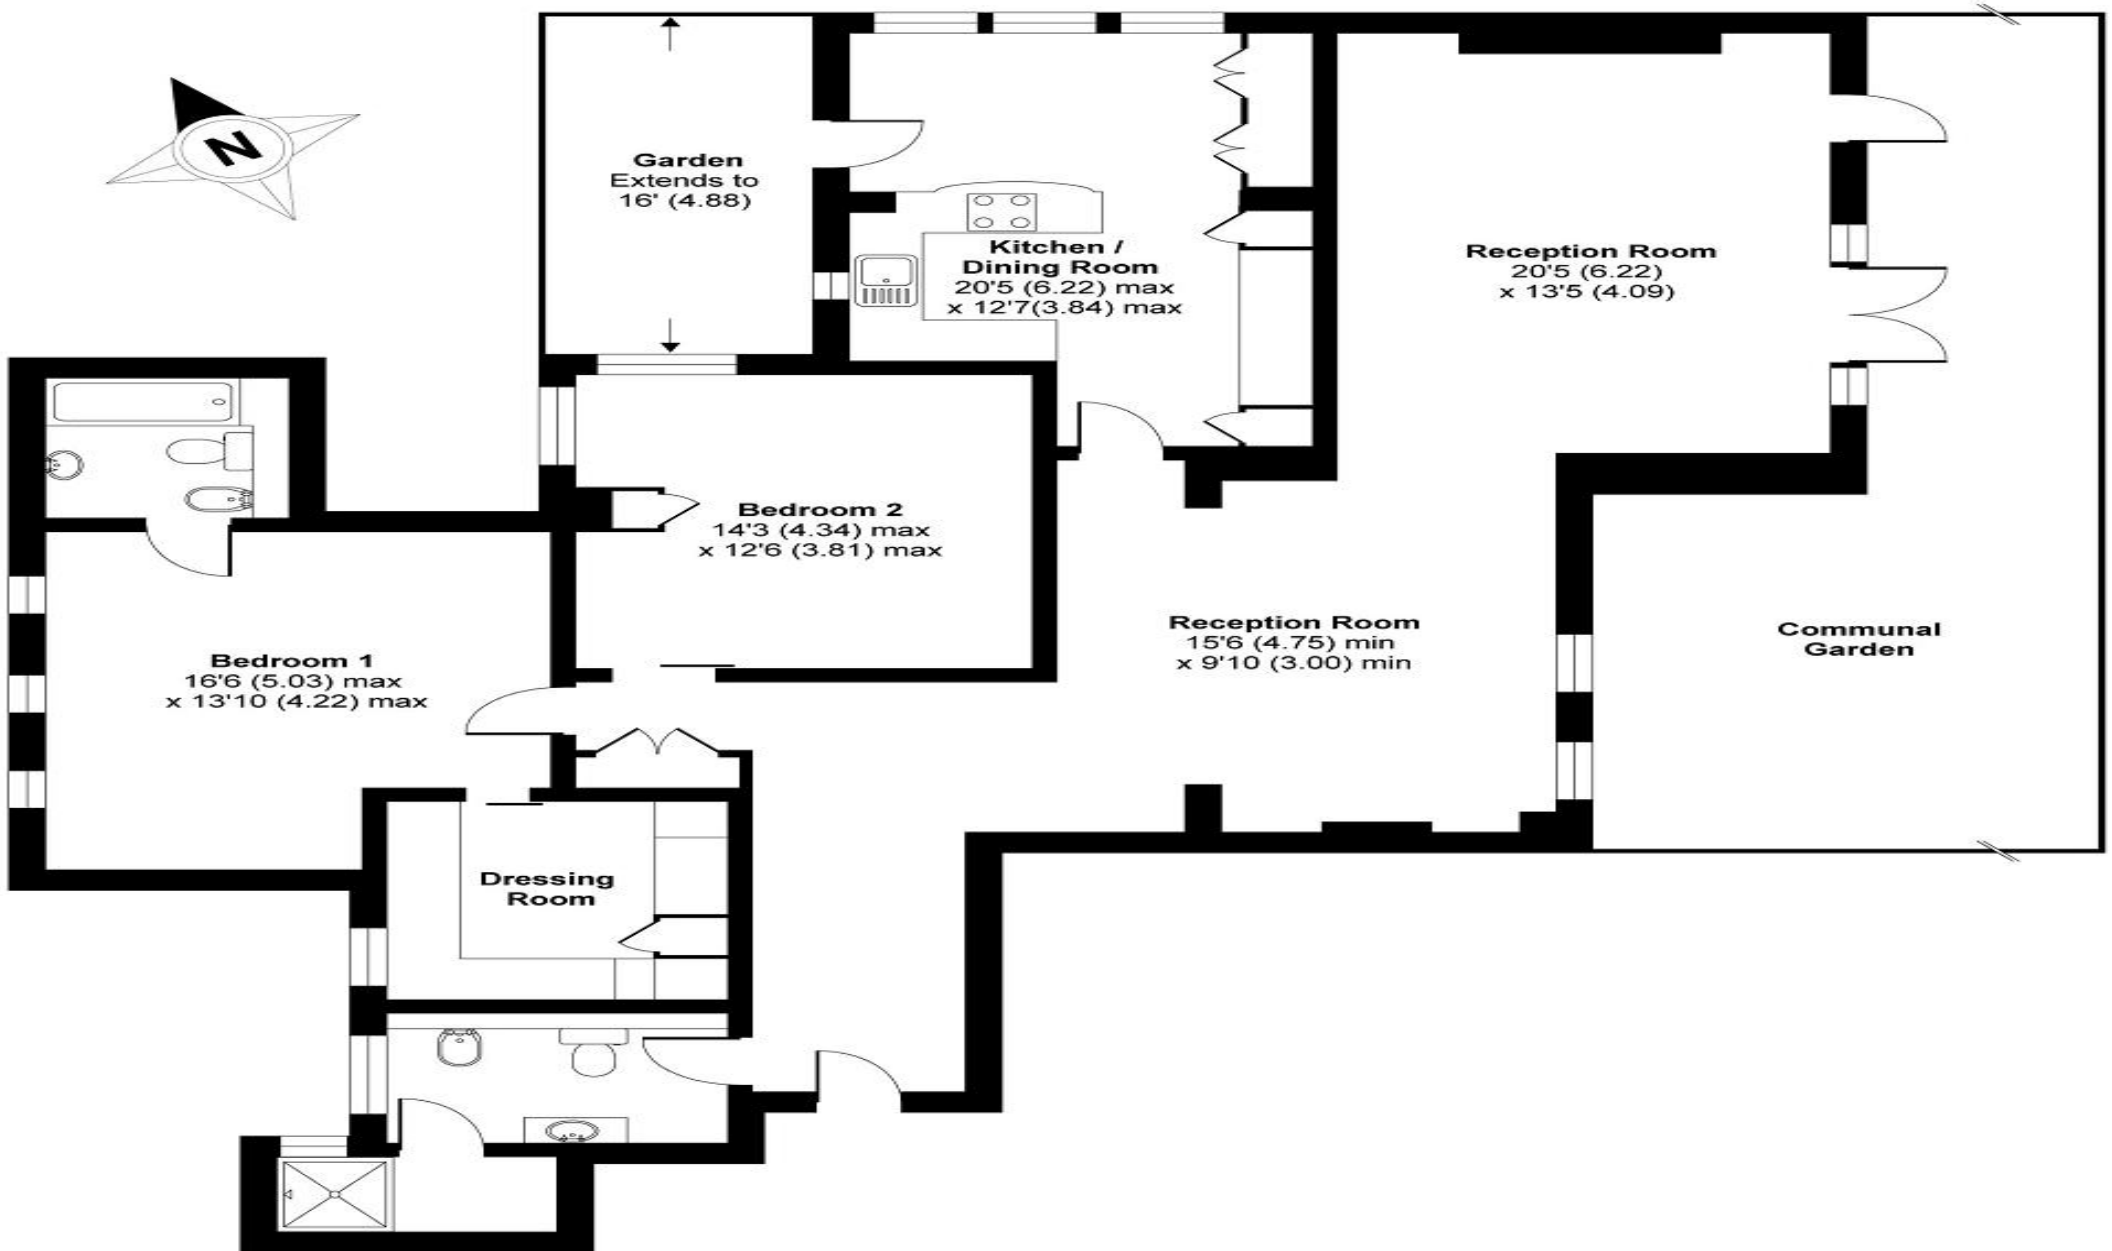 N
Garden
Extends to
16' (4.88)
Kitchen /
Dining Room
20'5 (6.22) max
x 12'7(3.84) max
Reception Room
20'5 (6.22)
x 13'5 (4.09)
Bedroom 2
14'3 (4.34) max
x 12'6 (3.81) max
Reception Room
15'6 (4.75) min
x 9'10 (3.00) min
Communal
Garden
Bedroom 1
16'6 (5.03) max
x 13'10 (4.22) max
Dressing
Room